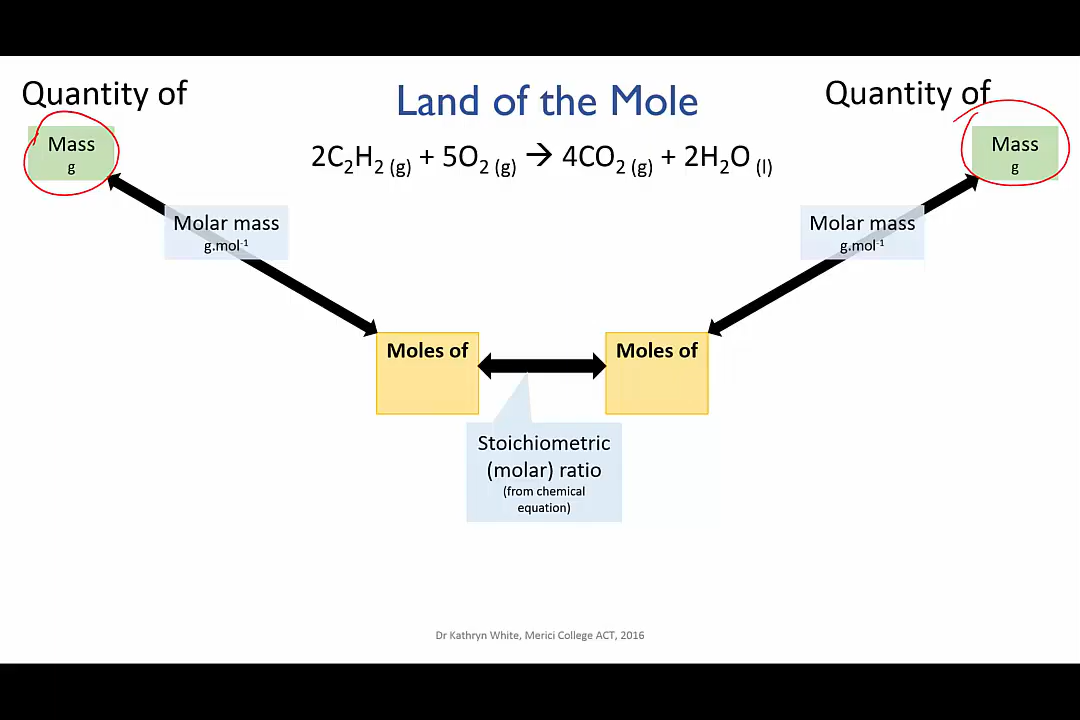 Quantity of
Land of the Mole
Quantity of
Mass
g
2C₂H₂ (g) + 5O₂ (g) → 4CO₂ (g) + 2H₂O (l)
Mass
g
Molar mass
g.mol⁻¹
Molar mass
g.mol⁻¹
Moles of
Moles of
Stoichiometric
(molar) ratio
(from chemical
equation)
Dr Kathryn White, Merici College ACT, 2016